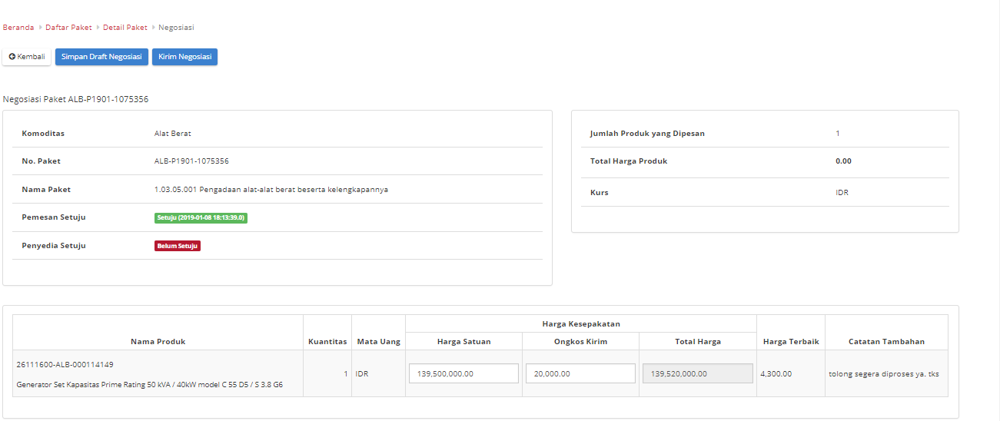 Beranda Daftar Paket Detail Paket Negosiasi
Kembali Simpan Draft Negosiasi Kirim Negosiasi
Negosiasi Paket ALB-P1901-1075356
Komoditas Alat Berat
No. Paket ALB-P1901-1075356
Nama Paket 1.03.05.001 Pengadaan alat-alat berat beserta kelengkapannya
Pemesan Setuju Setuju (2019-01-08 18:13:39.0)
Penyedia Setuju Belum Setuju
Jumlah Produk yang Dipesan 1
Total Harga Produk 0.00
Kurs IDR
Harga Kesepakatan
Nama Produk Kuantitas Mata Uang Harga Satuan Ongkos Kirim Total Harga Harga Terbaik Catatan Tambahan
26111600-ALB-000114149
1 IDR 139,500,000.00 20,000.00 139,520,000.00 4,300.00 tolong segera diproses ya. tks
Generator Set Kapasitas Prime Rating 50 kVA / 40kW model C 55 D5 / S 3.8 G6